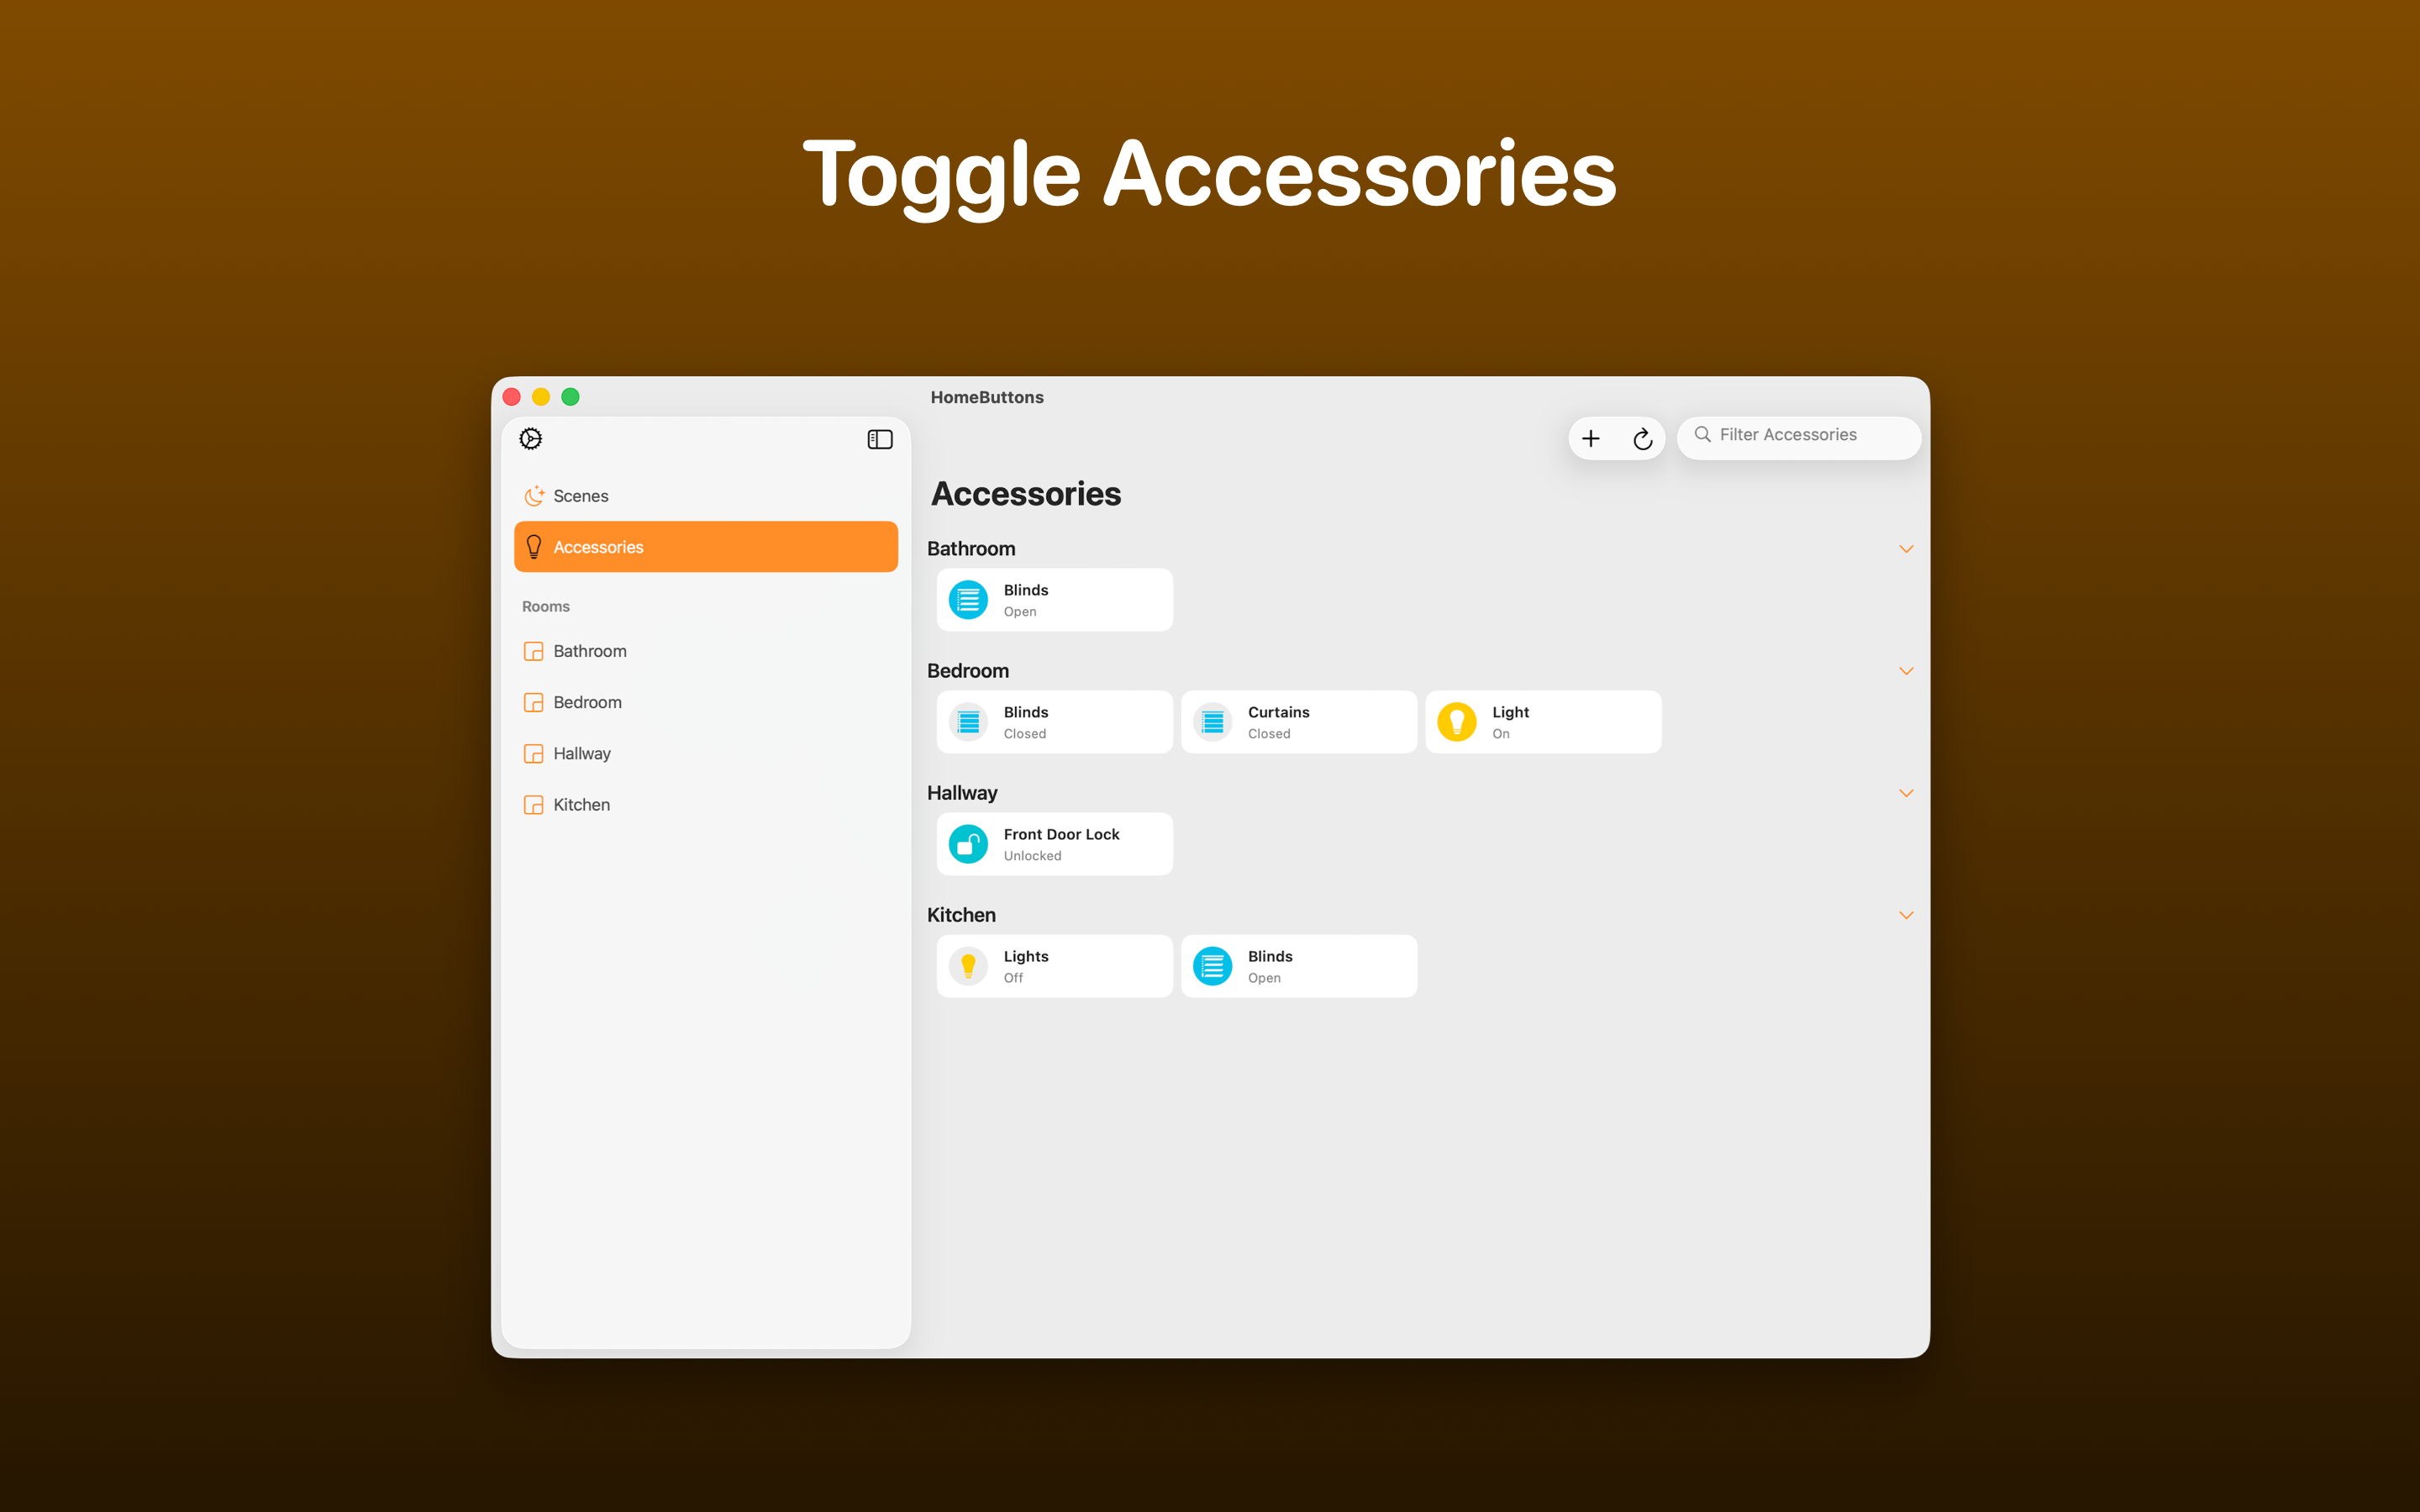 Toggle Accessories
HomeButtons
Filter Accessories
Scenes
Accessories
Rooms
Bathroom
Bedroom
Hallway
Kitchen
Accessories
Bathroom
Blinds
Open
Bedroom
Blinds
Closed
Curtains
Closed
Light
On
Hallway
Front Door Lock
Unlocked
Kitchen
Lights
Off
Blinds
Open